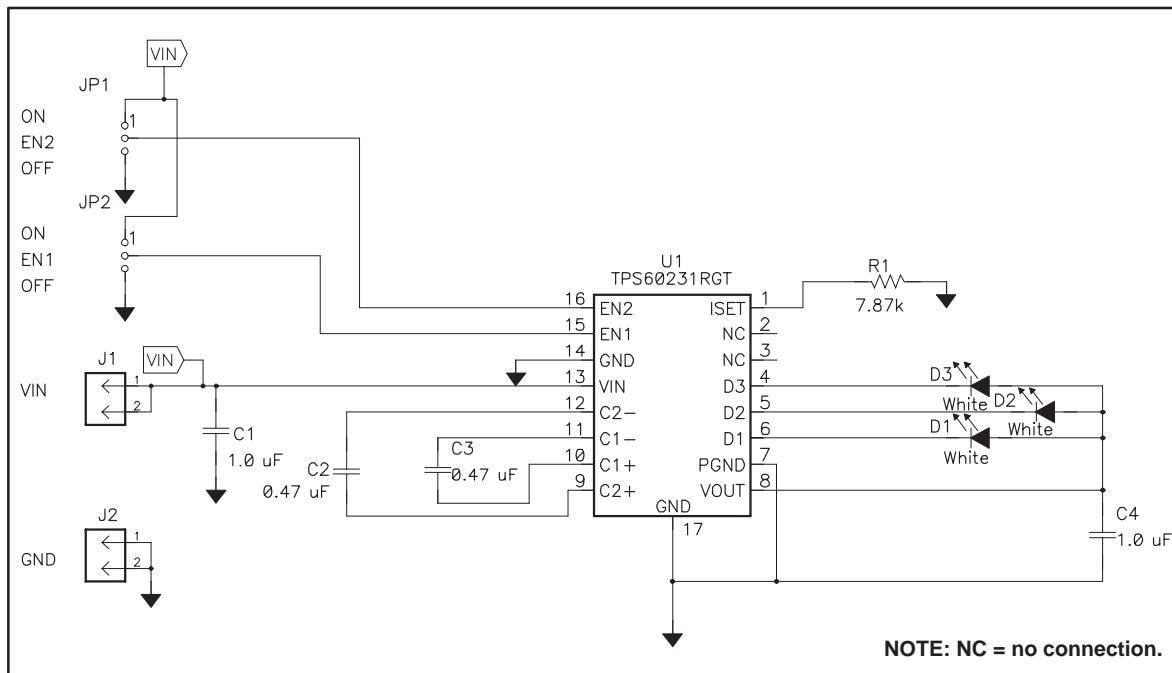 VIN
JP1
ON
1
EN2
OFF
JP2
ON
1
EN1
OFF
U1
TPS60231RGT
R1
7.87k
16 EN2 ISET 1
15 EN1 NC 2
14 GND NC 3
13 VIN D3 4
12 C2- D2 5
11 C1- D1 6
10 C1+ PGND 7
9 C2+ VOUT 8
GND
17
J1
VIN
VIN
1
2
C1
1.0 uF
C2
0.47 uF
C3
0.47 uF
D3
White
D2
White
D1
White
C4
1.0 uF
J2
GND
1
2
NOTE: NC = no connection.